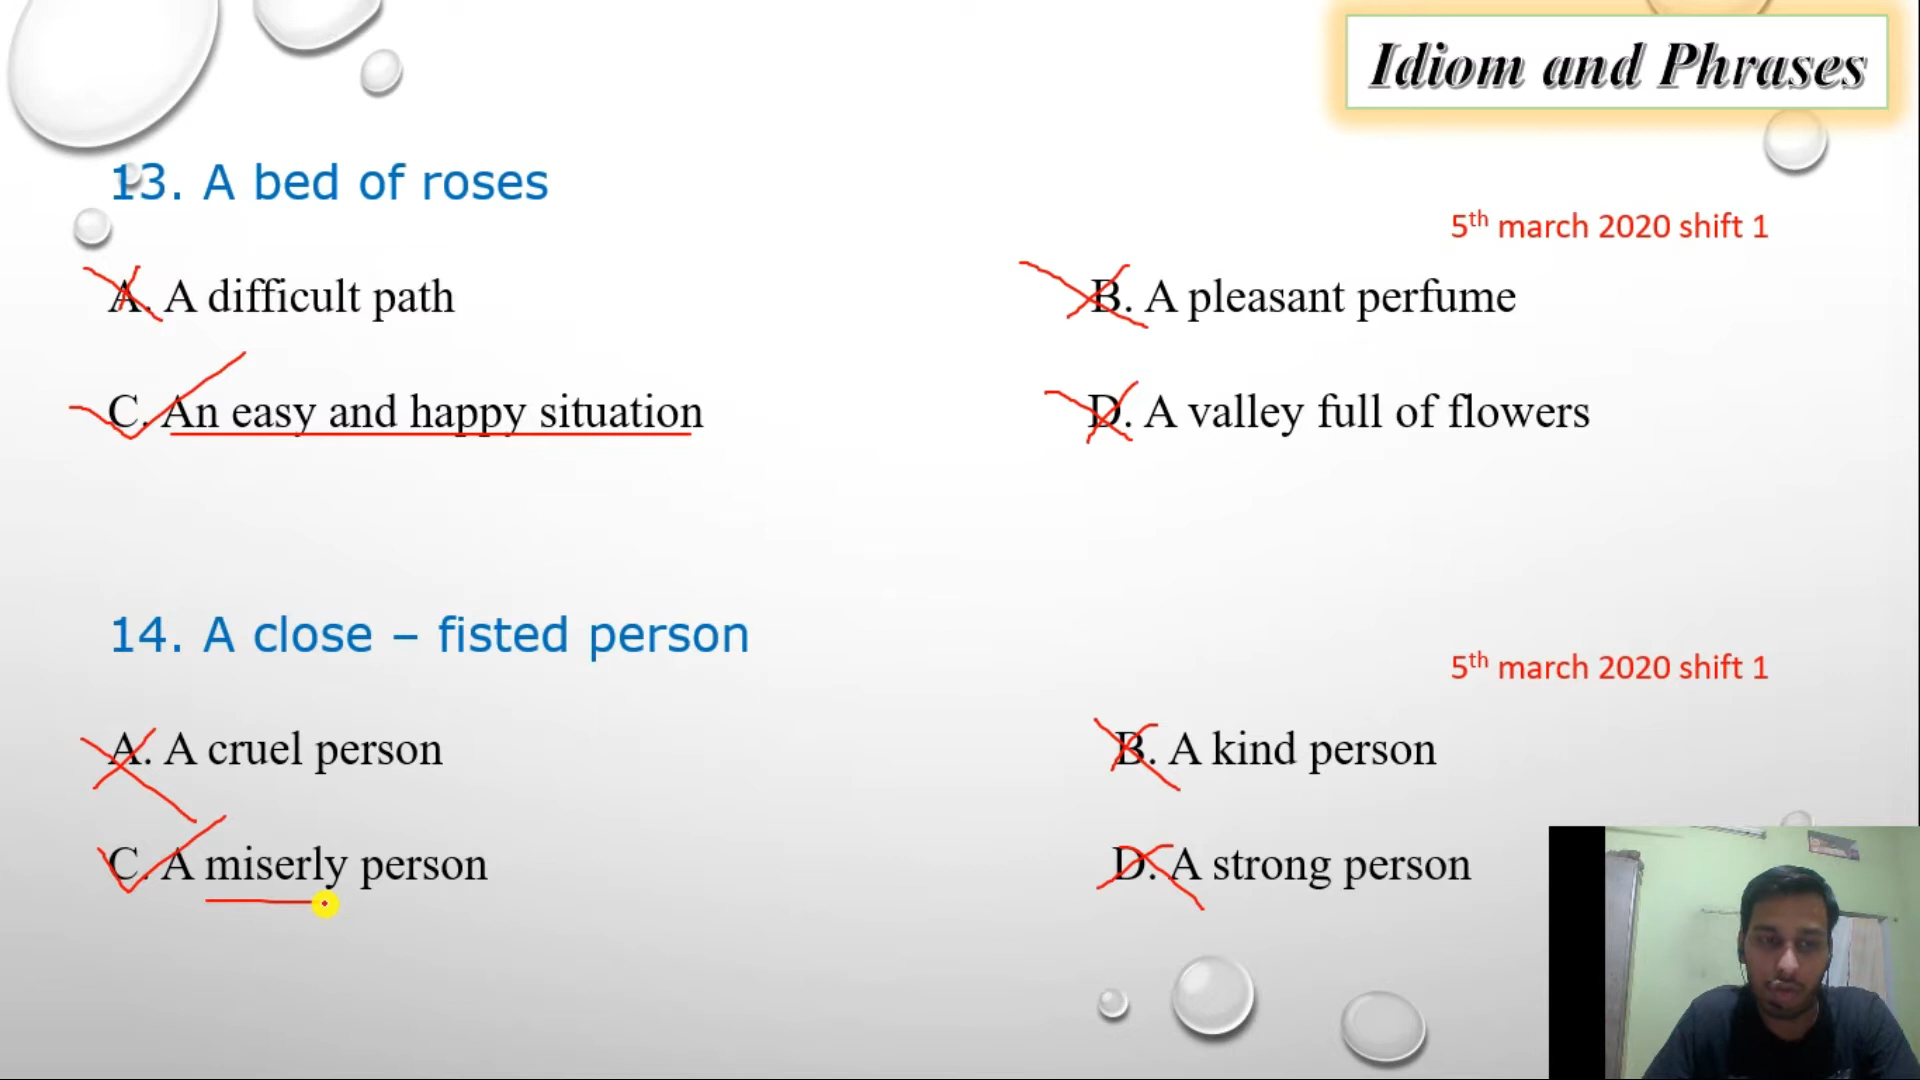 Idiom and Phrases
13. A bed of roses
5th march 2020 shift 1
A. A difficult path
B. A pleasant perfume
C. An easy and happy situation
D. A valley full of flowers
14. A close – fisted person
5th march 2020 shift 1
A. A cruel person
B. A kind person
C. A miserly person
D. A strong person